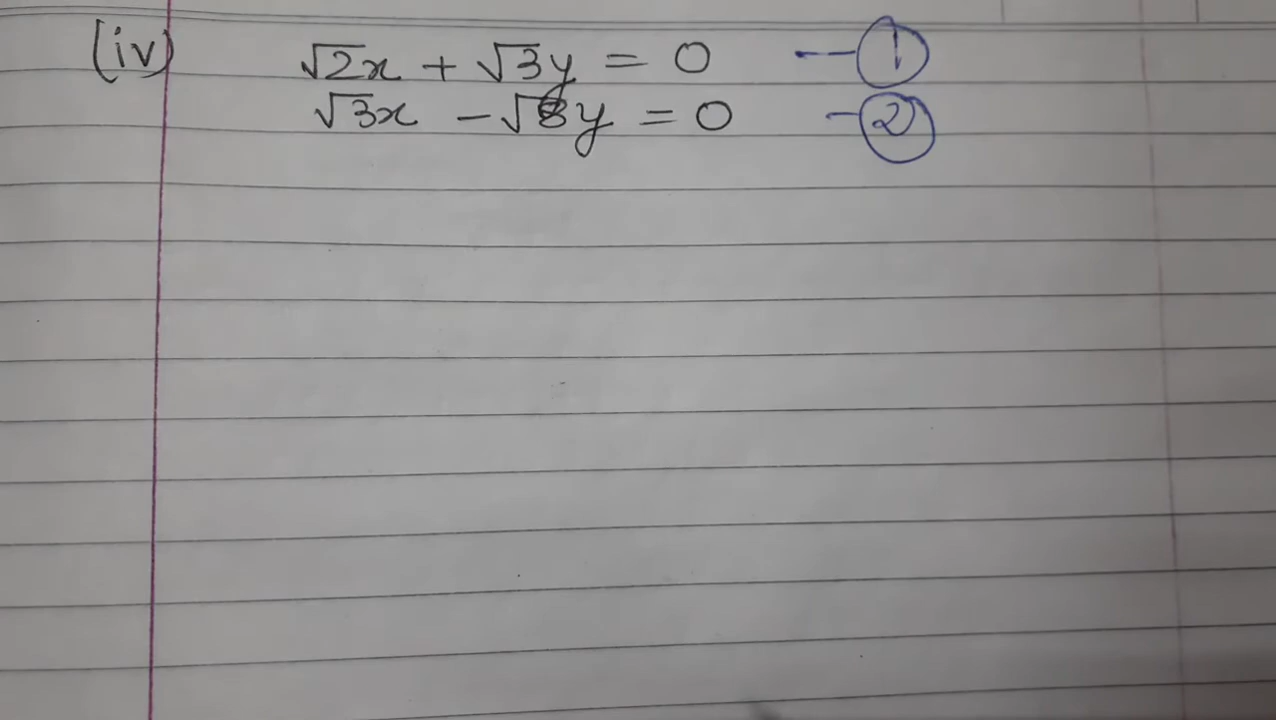 (iv) √2x + √3y = 0 —①
√3x - √8y = 0 -②